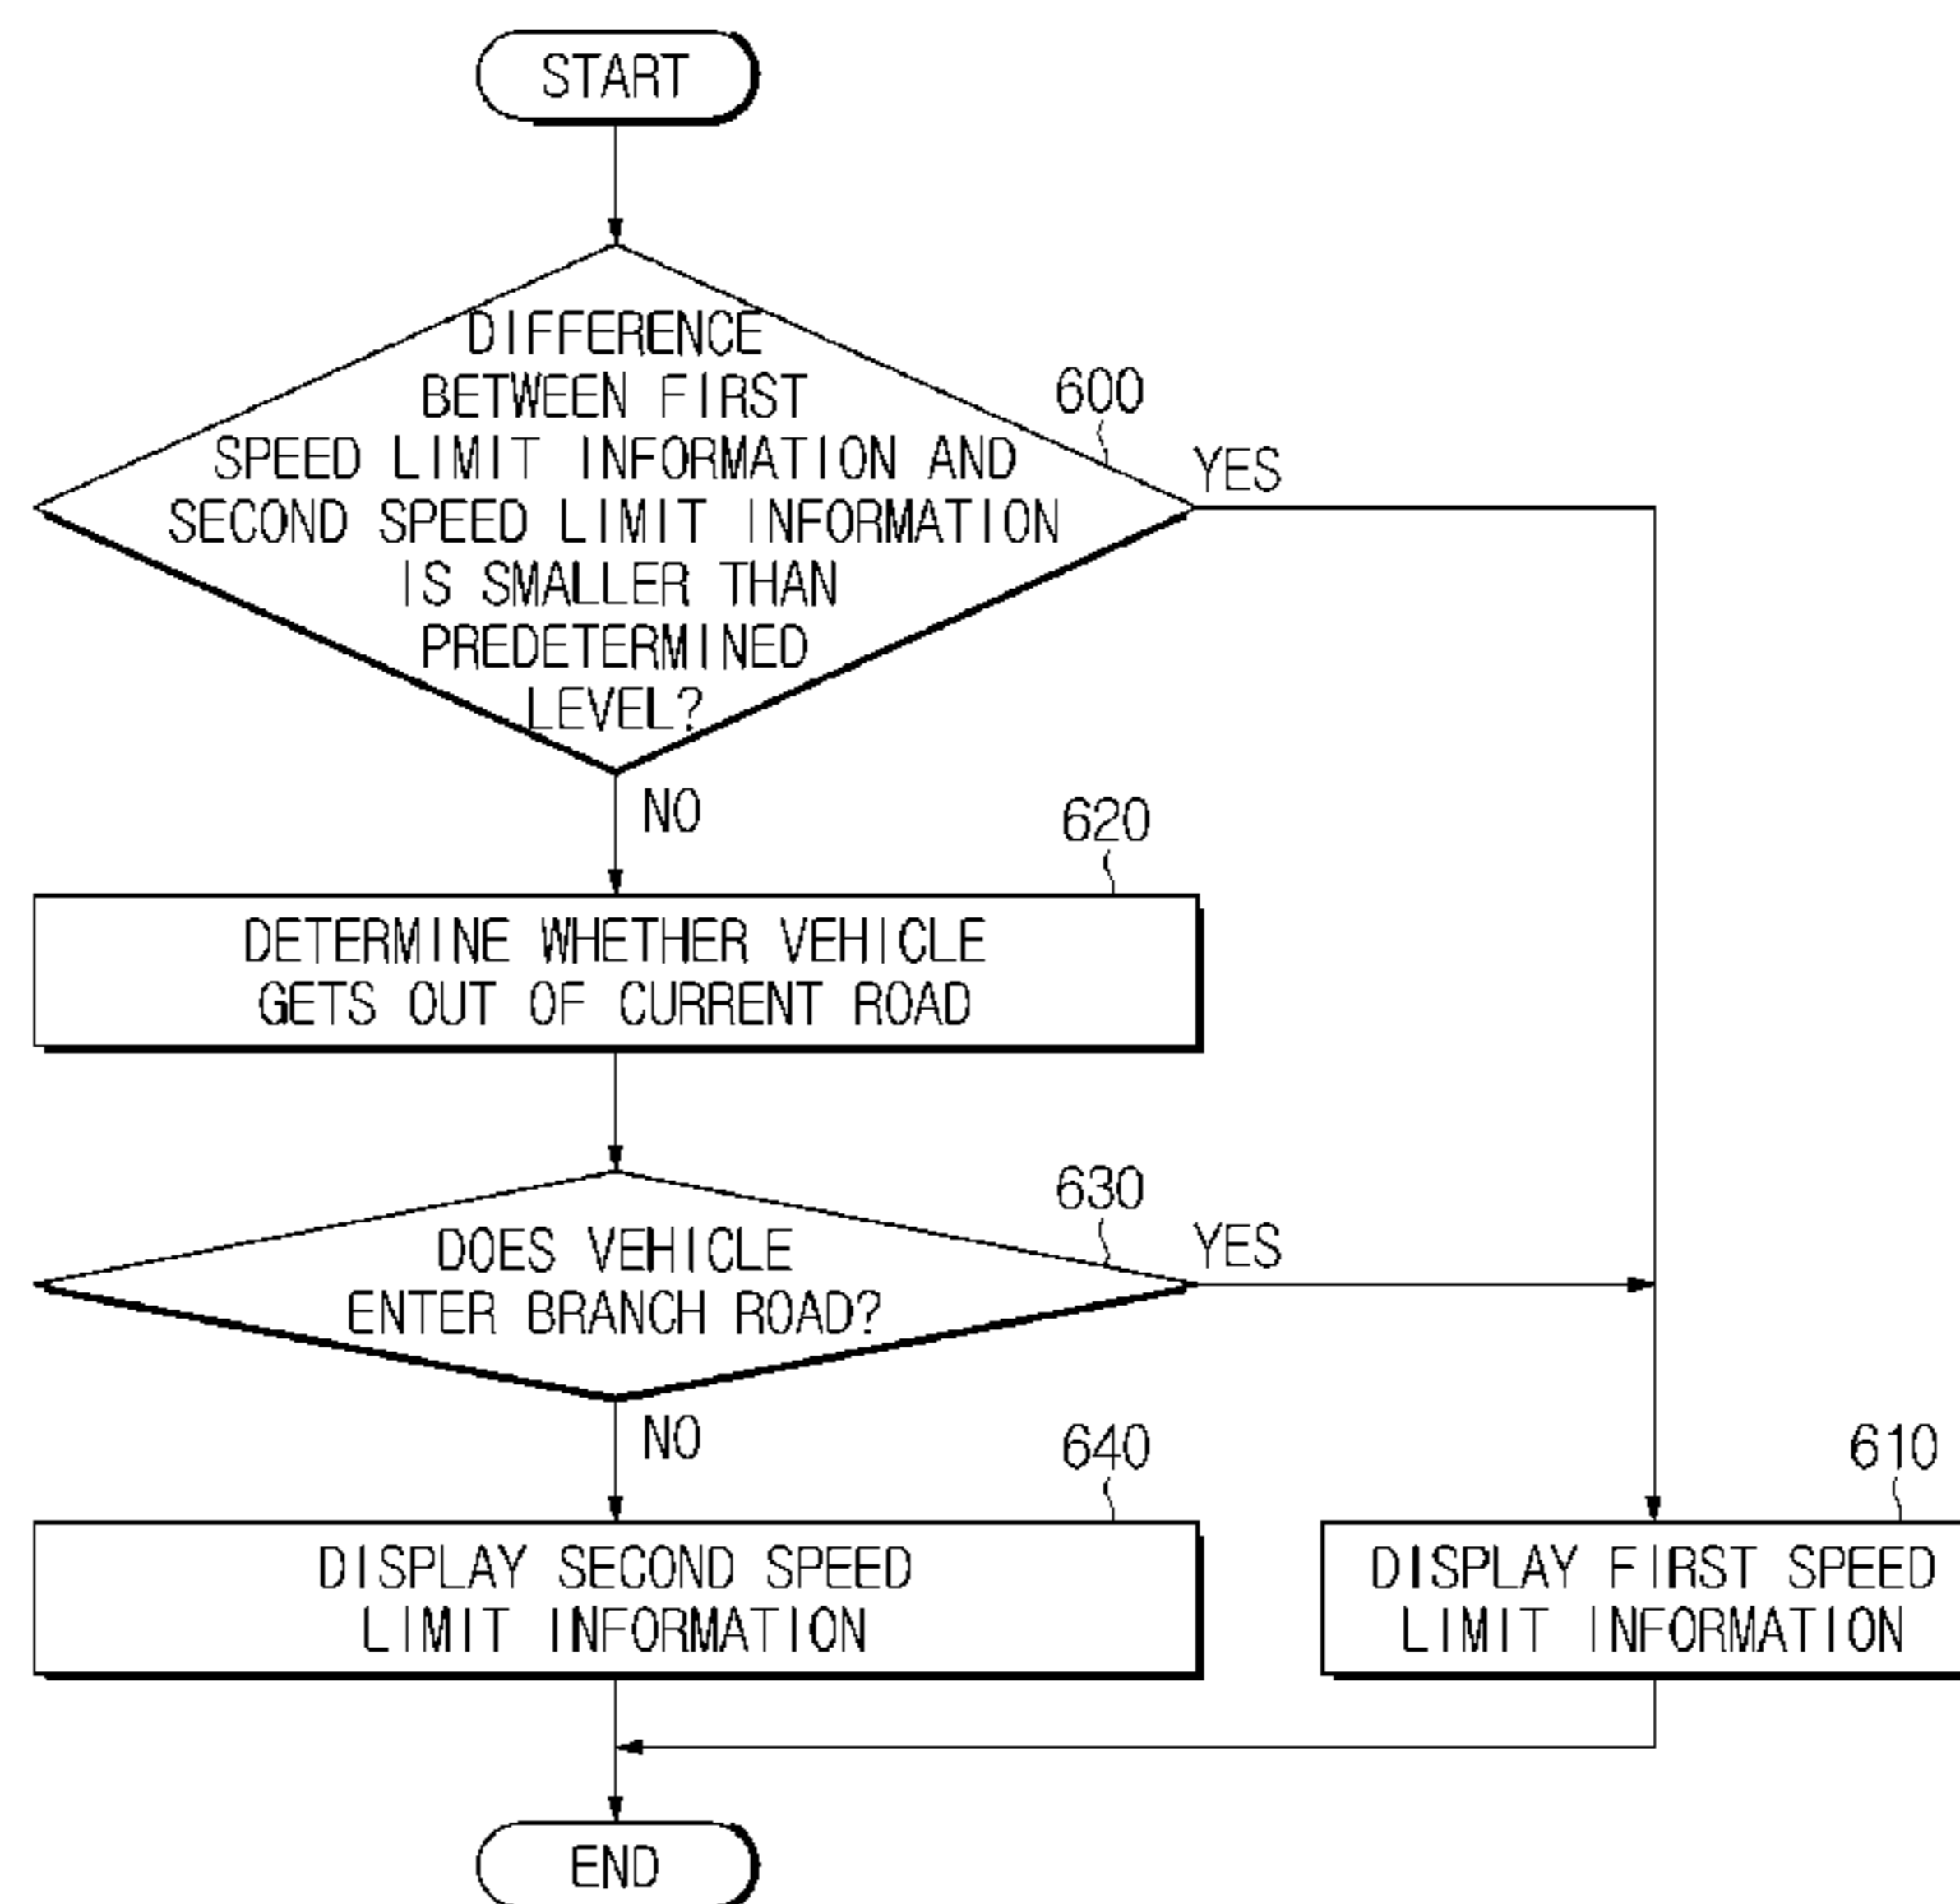 START
DIFFERENCE
BETWEEN FIRST
SPEED LIMIT INFORMATION AND
SECOND SPEED LIMIT INFORMATION
IS SMALLER THAN
PREDETERMINED
LEVEL?
600
YES
NO
620
DETERMINE WHETHER VEHICLE
GETS OUT OF CURRENT ROAD
630
DOES VEHICLE
ENTER BRANCH ROAD?
YES
NO
640
DISPLAY SECOND SPEED
LIMIT INFORMATION
610
DISPLAY FIRST SPEED
LIMIT INFORMATION
END